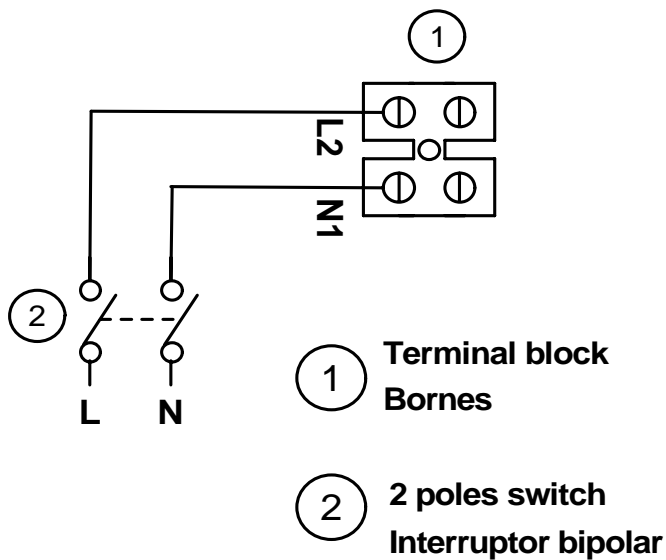 1
L2
N1
2
L N
1 Terminal block
Bornes
2 2 poles switch
Interruptor bipolar